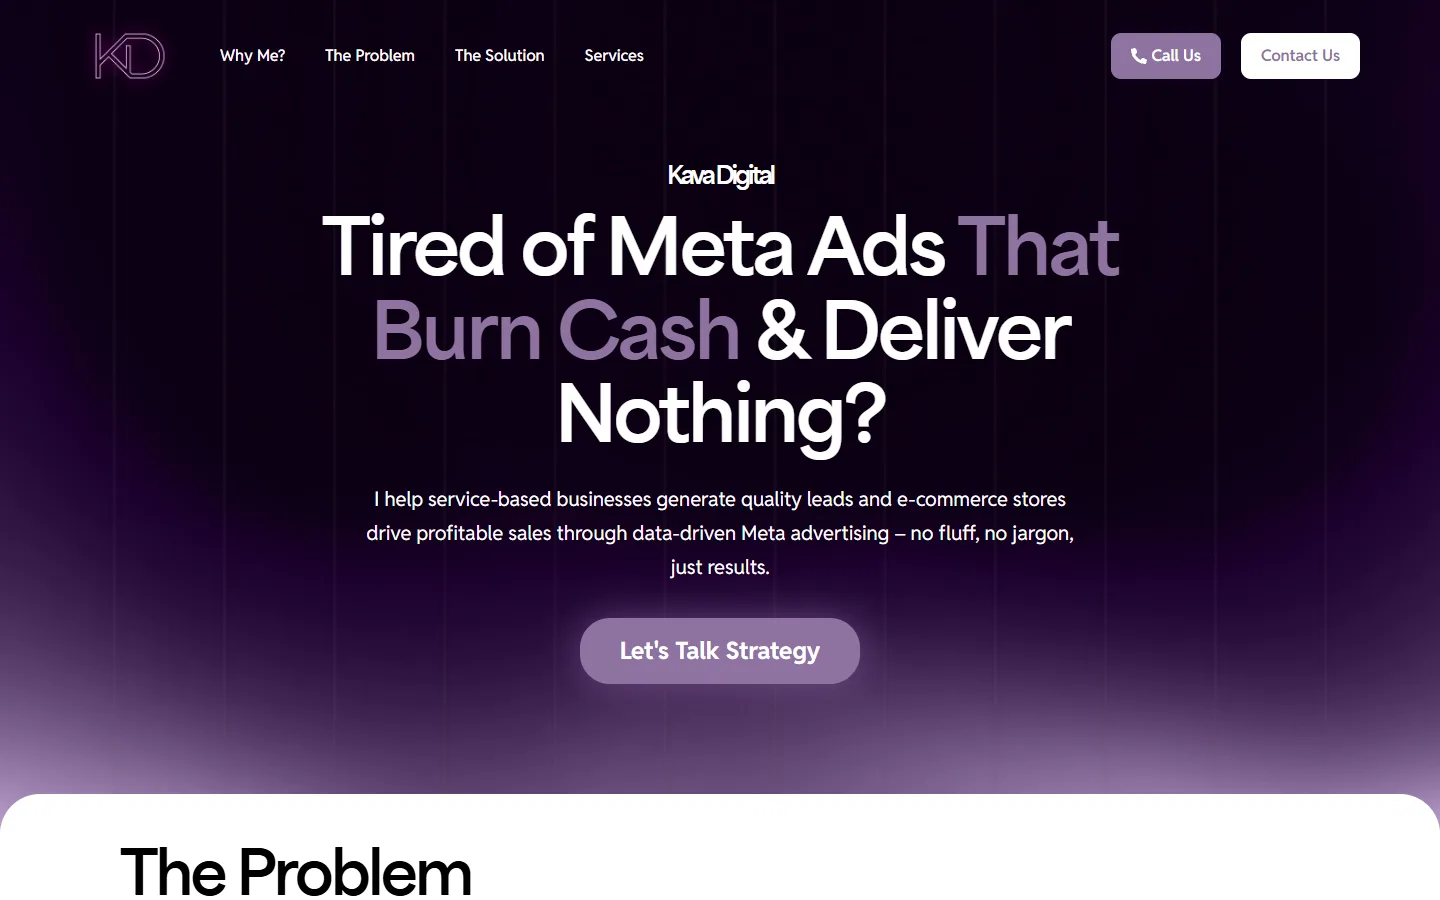 KD
Why Me?
The Problem
The Solution
Services
Call Us
Contact Us
Kava Digital
Tired of Meta Ads That
Burn Cash & Deliver
Nothing?
I help service-based businesses generate quality leads and e-commerce stores
drive profitable sales through data-driven Meta advertising – no fluff, no jargon,
just results.
Let's Talk Strategy
The Problem